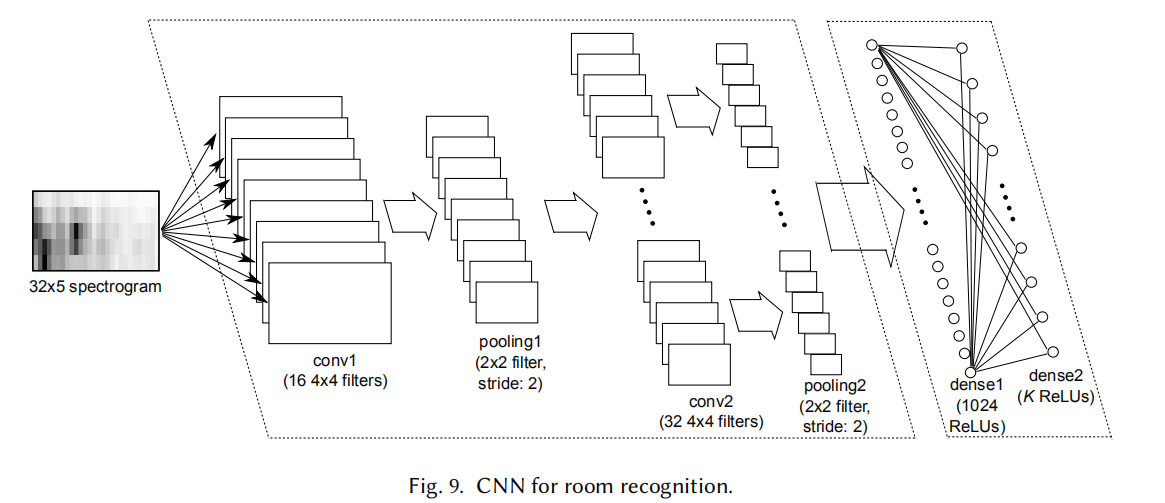 32x5 spectrogram
conv1
(16 4x4 filters)
pooling1
(2x2 filter,
stride: 2)
conv2
(32 4x4 filters)
pooling2
(2x2 filter,
stride: 2)
dense1
(1024
ReLUs)
dense2
(K ReLUs)
Fig. 9. CNN for room recognition.